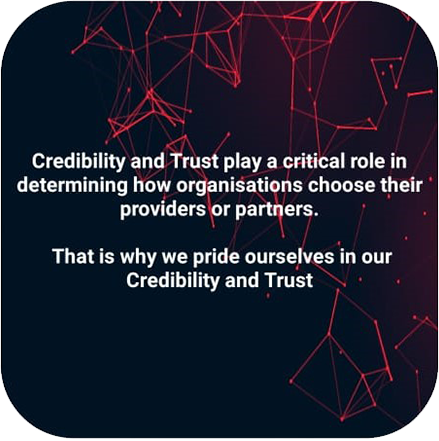 Credibility and Trust play a critical role in
determining how organisations choose their
providers or partners.
That is why we pride ourselves in our
Credibility and Trust